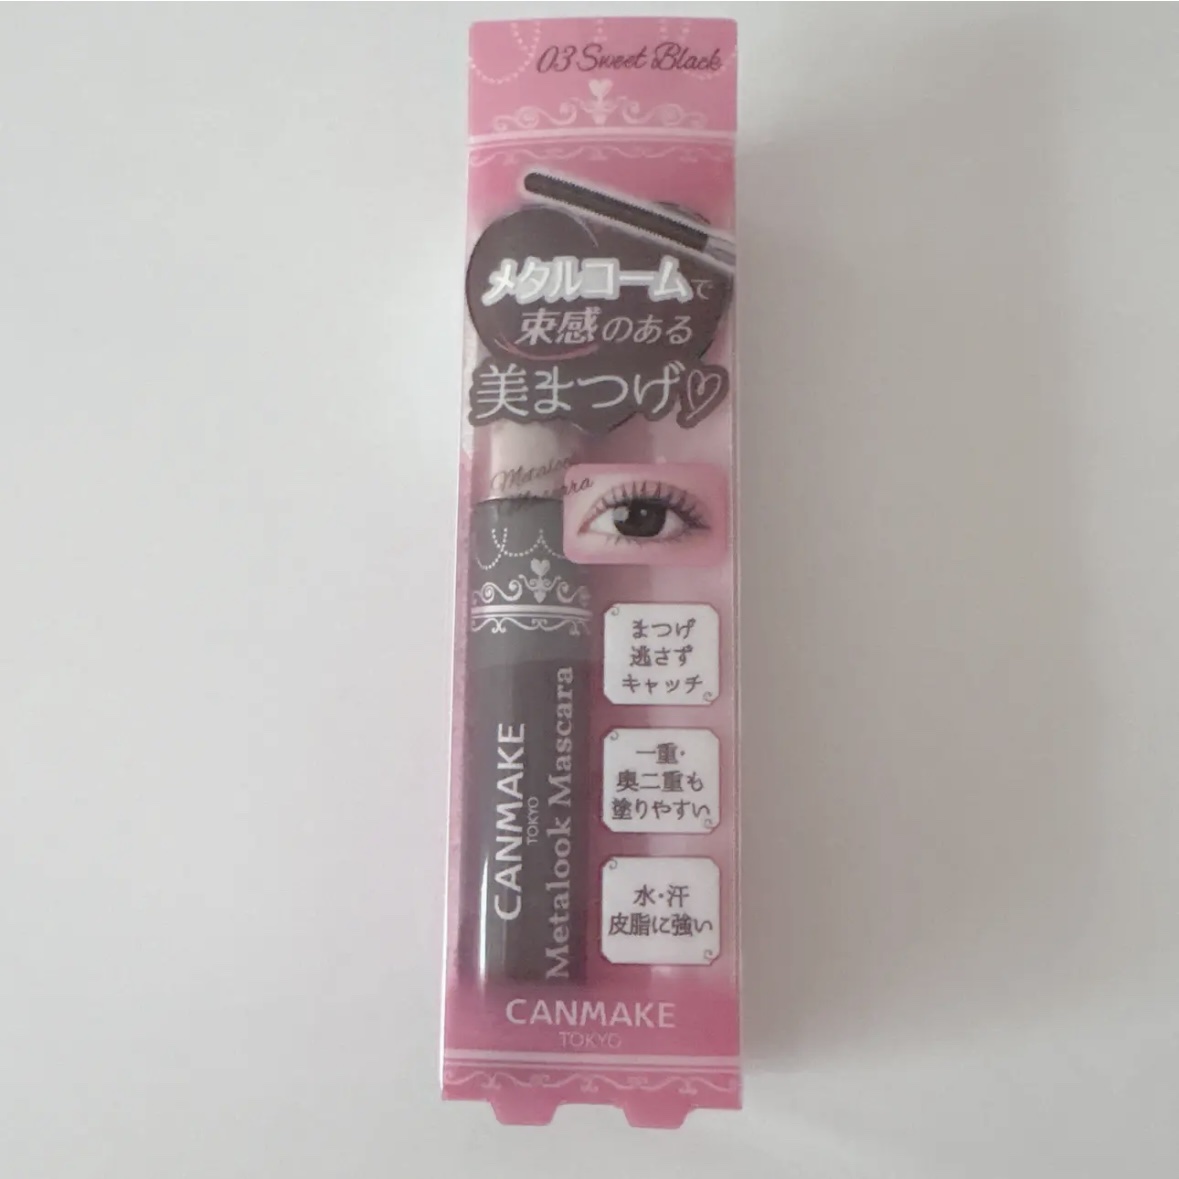 03 Sweet Black
メタルコームで
束感のある
美まつげ♡
Metalook
Mascara
まつげ
逃さず
キャッチ
一重・
奥二重も
塗りやすい
水・汗
皮脂に強い
CANMAKE
TOKYO
Metalook Mascara
CANMAKE
TOKYO